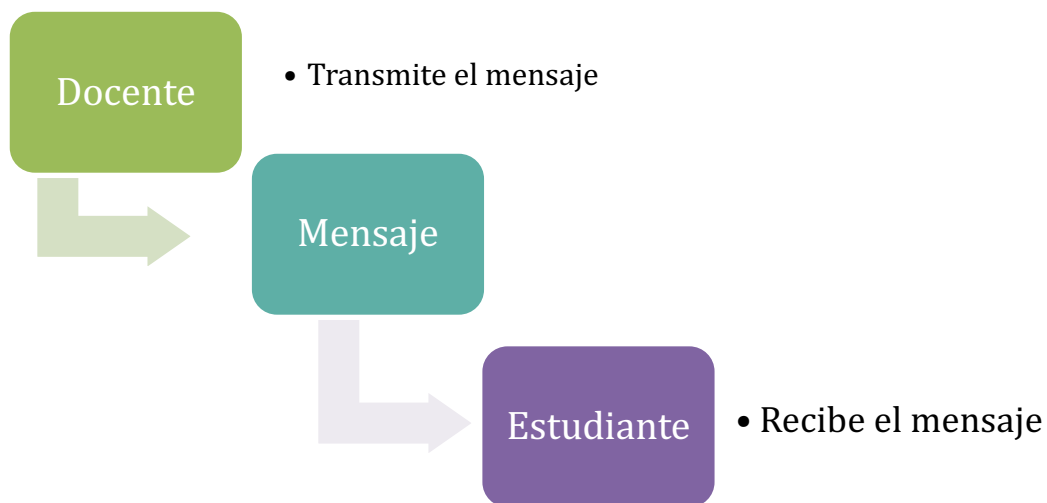 Docente
• Transmite el mensaje
Mensaje
Estudiante
• Recibe el mensaje